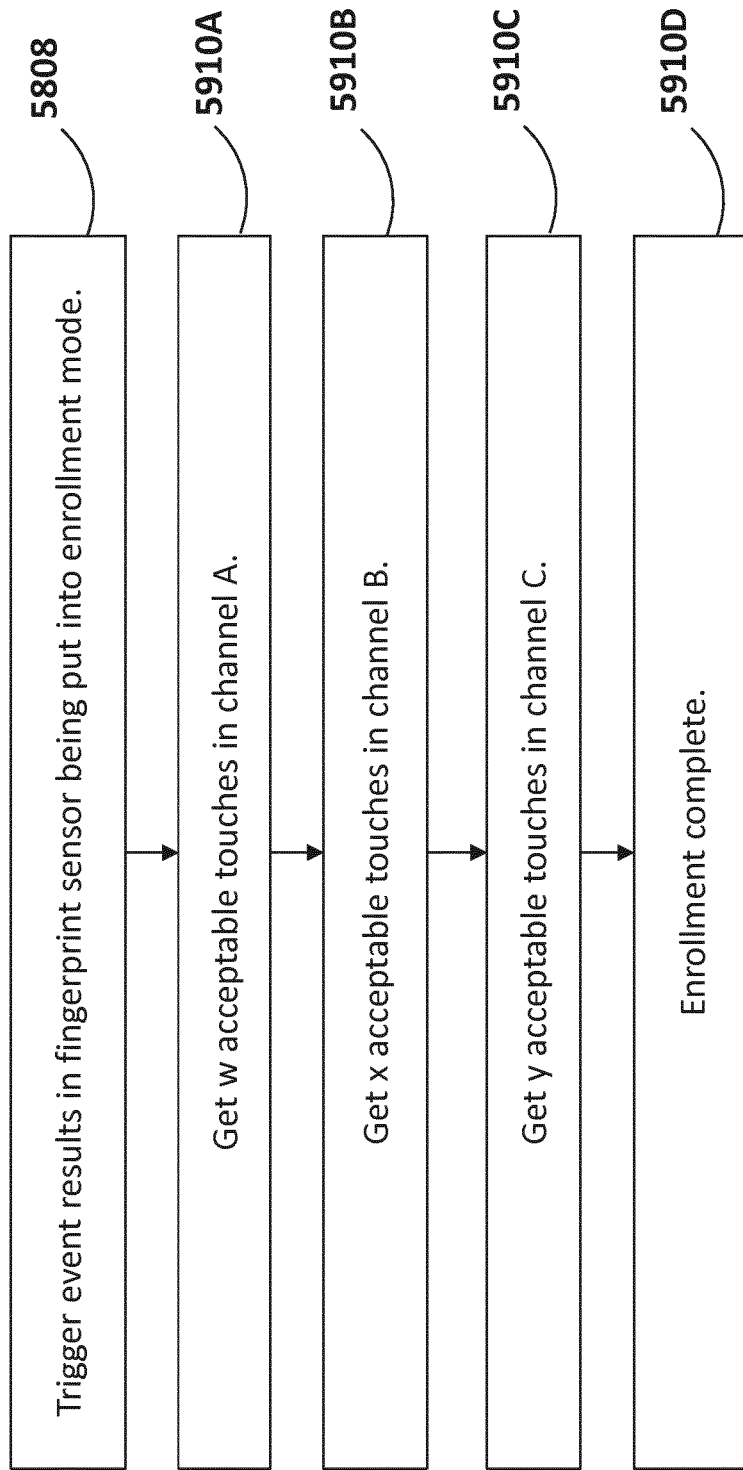 Trigger event results in fingerprint sensor being put into enrollment mode.
5808
Get w acceptable touches in channel A.
5910A
Get x acceptable touches in channel B.
5910B
Get y acceptable touches in channel C.
5910C
Enrollment complete.
5910D